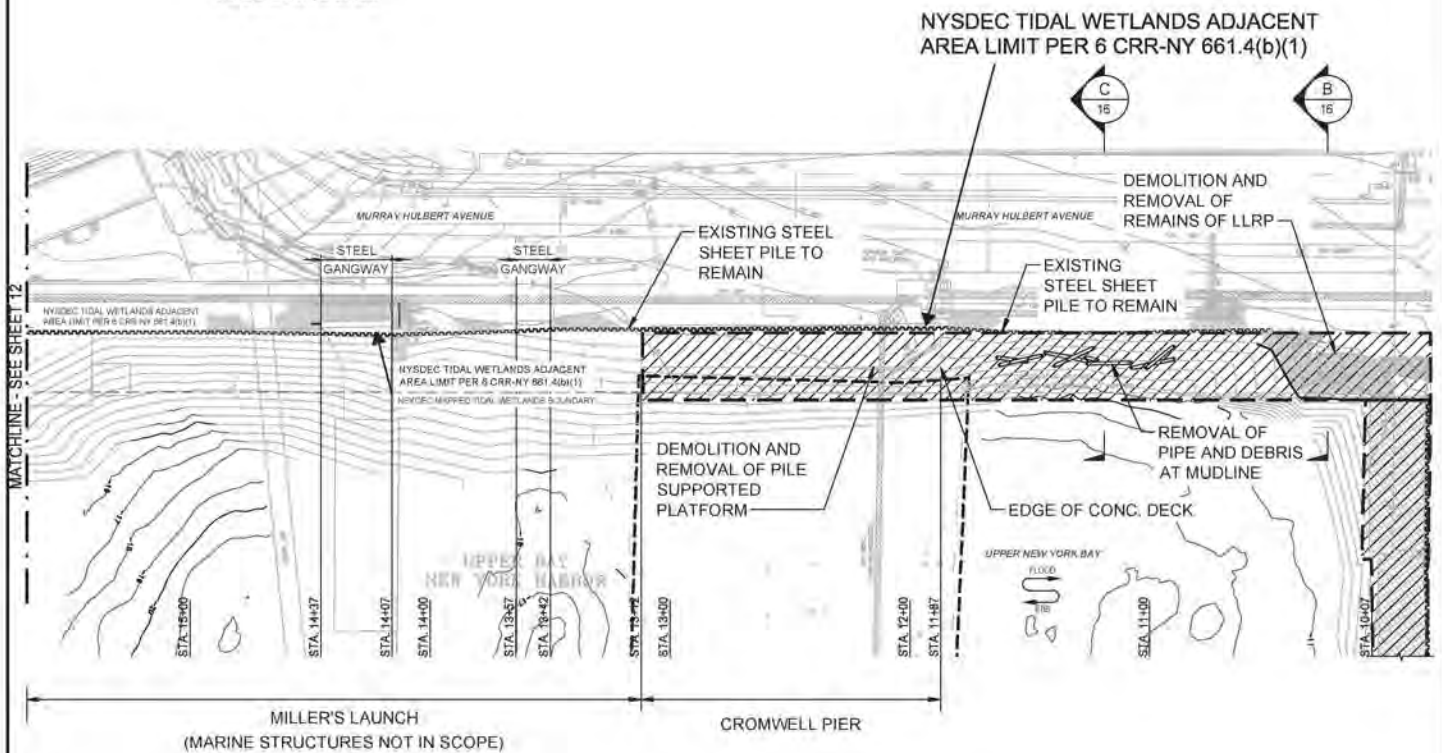 NYSDEC TIDAL WETLANDS ADJACENT
AREA LIMIT PER 6 CRR-NY 661.4(b)(1)
C
16
B
16
DEMOLITION AND
REMOVAL OF
REMAINS OF LLRP
MURRAY HULBERT AVENUE
MURRAY HULBERT AVENUE
EXISTING STEEL
SHEET PILE TO
REMAIN
STEEL
GANGWAY
STEEL
GANGWAY
EXISTING
STEEL SHEET
PILE TO REMAIN
MATCHLINE - SEE SHEET 12
NYSDEC TIDAL WETLANDS ADJACENT
AREA LIMIT PER 6 CRR-NY 661.4(b)(1)
NYSDEC TIDAL WETLANDS ADJACENT
AREA LIMIT PER 6 CRR-NY 661.4(b)(1)
NYSDEC MAPPED TIDAL WETLANDS BOUNDARY
DEMOLITION AND
REMOVAL OF PILE
SUPPORTED
PLATFORM
REMOVAL OF
PIPE AND DEBRIS
AT MUDLINE
EDGE OF CONC. DECK
UPPER BAY
NEW YORK HARBOR
UPPER NEW YORK BAY
FLOOD
EBB
STA. 15+00
STA. 14+37
STA. 14+07
STA. 14+00
STA. 13+57
STA. 13+42
STA. 13+12
STA. 13+00
STA. 12+00
STA. 11+87
STA. 11+00
STA. 10+07
MILLER'S LAUNCH
(MARINE STRUCTURES NOT IN SCOPE)
CROMWELL PIER